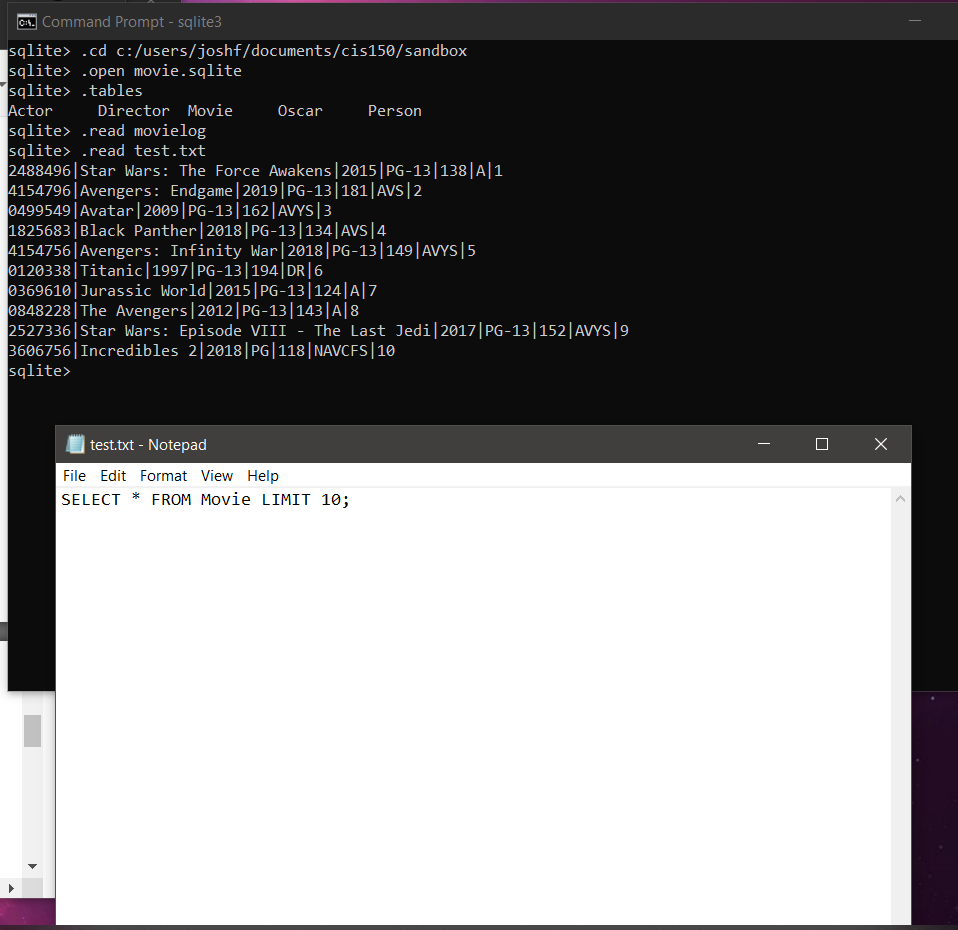 Command Prompt - sqlite3
sqlite> .cd c:/users/joshf/documents/cis150/sandbox
sqlite> .open movie.sqlite
sqlite> .tables
Actor     Director  Movie     Oscar     Person
sqlite> .read movielog
sqlite> .read test.txt
2488496|Star Wars: The Force Awakens|2015|PG-13|138|A|1
4154796|Avengers: Endgame|2019|PG-13|181|AVS|2
0499549|Avatar|2009|PG-13|162|AVYS|3
1825683|Black Panther|2018|PG-13|134|AVS|4
4154756|Avengers: Infinity War|2018|PG-13|149|AVYS|5
0120338|Titanic|1997|PG-13|194|DR|6
0369610|Jurassic World|2015|PG-13|124|A|7
0848228|The Avengers|2012|PG-13|143|A|8
2527336|Star Wars: Episode VIII - The Last Jedi|2017|PG-13|152|AVYS|9
3606756|Incredibles 2|2018|PG|118|NAVCFS|10
sqlite>
test.txt - Notepad
File Edit Format View Help
SELECT * FROM Movie LIMIT 10;